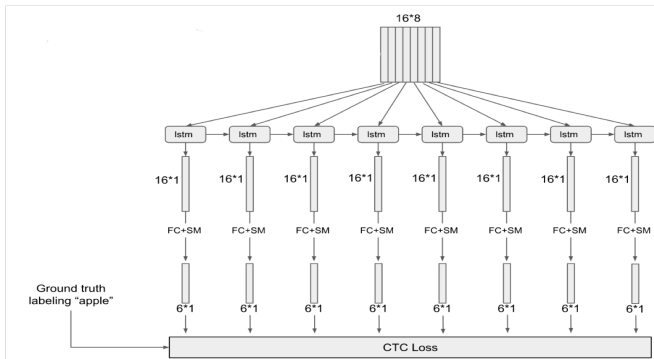 16*8
lstm lstm lstm lstm lstm lstm lstm lstm
16*1 16*1 16*1 16*1 16*1 16*1 16*1 16*1
FC+SM FC+SM FC+SM FC+SM FC+SM FC+SM FC+SM FC+SM
Ground truth
labeling “apple”
6*1 6*1 6*1 6*1 6*1 6*1 6*1 6*1
CTC Loss